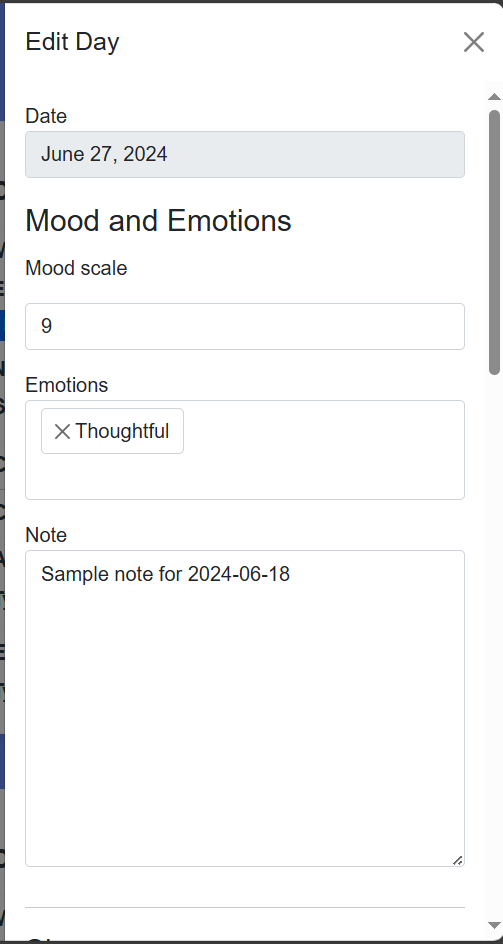 Edit Day
Date
June 27, 2024
Mood and Emotions
Mood scale
9
Emotions
Thoughtful
Note
Sample note for 2024-06-18